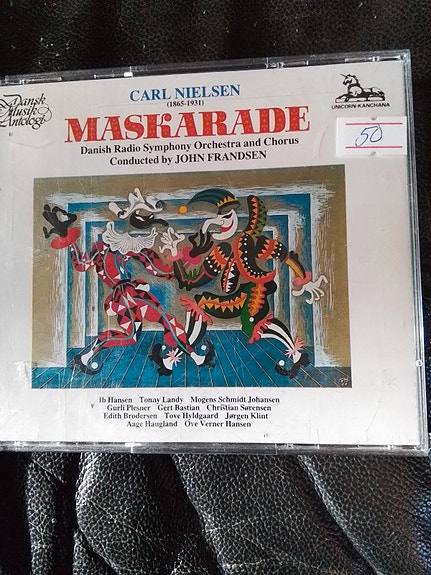 Dansk
Musik
Antologi
CARL NIELSEN
(1865-1931)
UNICORN-KANCHANA
MASKARADE
50
Danish Radio Symphony Orchestra and Chorus
Conducted by JOHN FRANDSEN
Ib Hansen Tonny Landy Mogens Schmidt Johansen
Gurli Plesner Gert Bastian Christian Sørensen
Edith Brodersen Tove Hyldgaard Jørgen Klint
Aage Haugland Ove Verner Hansen